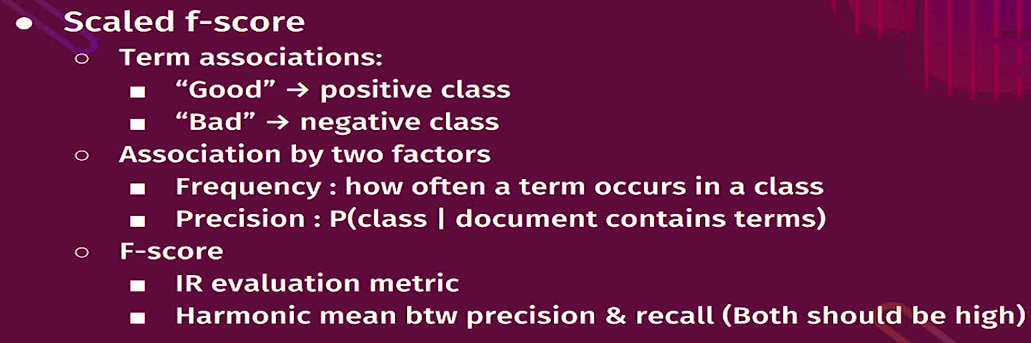 ● Scaled f-score
○ Term associations:
■ “Good” → positive class
■ “Bad” → negative class
○ Association by two factors
■ Frequency : how often a term occurs in a class
■ Precision : P(class | document contains terms)
○ F-score
■ IR evaluation metric
■ Harmonic mean btw precision & recall (Both should be high)